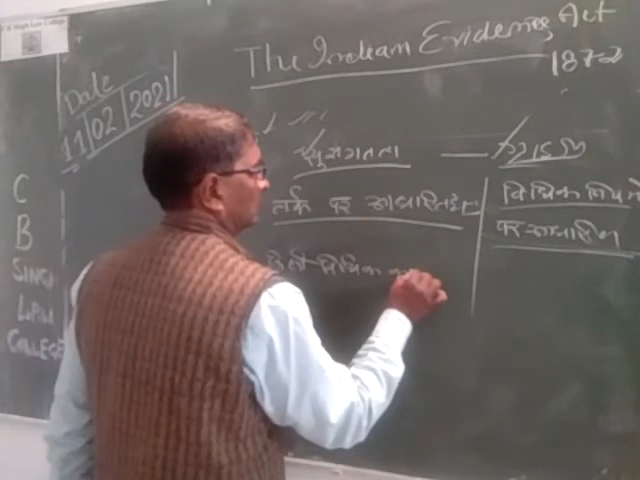 The Indian Evidence Act
1872
Date
11/02/2021
सुसंगतता — ग्राह्यता
तर्क पर आधारित
विधिक नियमों
पर आधारित
विधिक
C
B
SINGH
LAW
COLLEGE